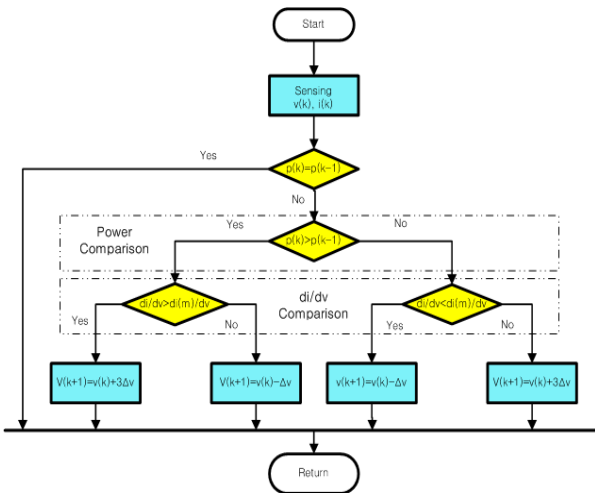 Start
Sensing
v(k), i(k)
Yes
p(k)=p(k-1)
No
Power
Comparison
Yes
p(k)>p(k-1)
No
di/dv>di(m)/dv
di/dv
Comparison
di/dv<di(m)/dv
Yes
No
Yes
No
V(k+1)=v(k)+3Δv
V(k+1)=v(k)-Δv
v(k+1)=v(k)-Δv
V(k+1)=v(k)+3Δv
Return